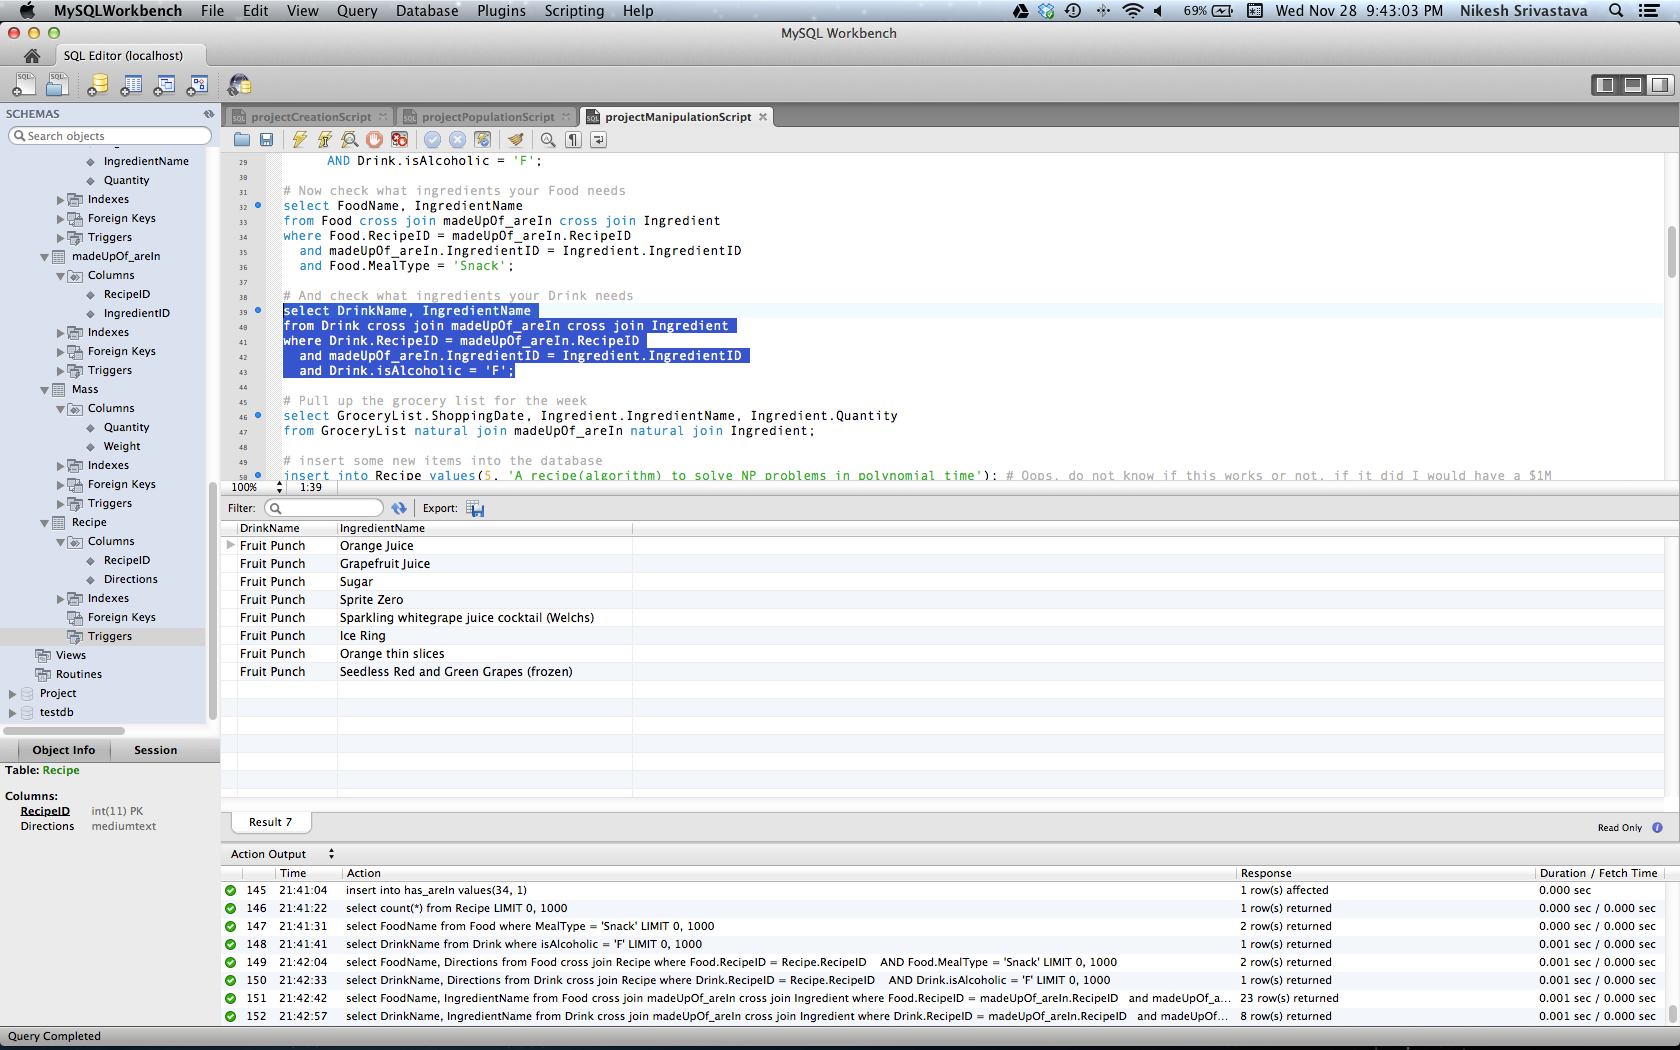 MySQLWorkbench File Edit View Query Database Plugins Scripting Help 69% Wed Nov 28 9:43:03 PM Nikesh Srivastava
MySQL Workbench
SQL Editor (localhost)
SCHEMAS
Search objects
IngredientName
Quantity
Indexes
Foreign Keys
Triggers
madeUpOf_areIn
Columns
RecipeID
IngredientID
Indexes
Foreign Keys
Triggers
Mass
Columns
Quantity
Weight
Indexes
Foreign Keys
Triggers
Recipe
Columns
RecipeID
Directions
Indexes
Foreign Keys
Triggers
Views
Routines
Project
testdb
Object Info Session
Table: Recipe
Columns:
RecipeID int(11) PK
Directions mediumtext
projectCreationScript projectPopulationScript projectManipulationScript
29 AND Drink.isAlcoholic = 'F';
30
31 # Now check what ingredients your Food needs
32 select FoodName, IngredientName
33 from Food cross join madeUpOf_areIn cross join Ingredient
34 where Food.RecipeID = madeUpOf_areIn.RecipeID
35 and madeUpOf_areIn.IngredientID = Ingredient.IngredientID
36 and Food.MealType = 'Snack';
37
38 # And check what ingredients your Drink needs
39 select DrinkName, IngredientName
40 from Drink cross join madeUpOf_areIn cross join Ingredient
41 where Drink.RecipeID = madeUpOf_areIn.RecipeID
42 and madeUpOf_areIn.IngredientID = Ingredient.IngredientID
43 and Drink.isAlcoholic = 'F';
44
45 # Pull up the grocery list for the week
46 select GroceryList.ShoppingDate, Ingredient.IngredientName, Ingredient.Quantity
47 from GroceryList natural join madeUpOf_areIn natural join Ingredient;
48
49 # insert some new items into the database
50 insert into Recipe values(5, 'A recipe(algorithm) to solve NP problems in polynomial time'); # Oops, do not know if this works or not, if it did I would have a $1M
100% 1:39
Filter: Export:
DrinkName IngredientName
Fruit Punch Orange Juice
Fruit Punch Grapefruit Juice
Fruit Punch Sugar
Fruit Punch Sprite Zero
Fruit Punch Sparkling whitegrape juice cocktail (Welchs)
Fruit Punch Ice Ring
Fruit Punch Orange thin slices
Fruit Punch Seedless Red and Green Grapes (frozen)
Result 7
Read Only
Action Output
Time Action Response Duration / Fetch Time
145 21:41:04 insert into has_areIn values(34, 1) 1 row(s) affected 0.000 sec
146 21:41:22 select count(*) from Recipe LIMIT 0, 1000 1 row(s) returned 0.000 sec / 0.000 sec
147 21:41:31 select FoodName from Food where MealType = 'Snack' LIMIT 0, 1000 2 row(s) returned 0.000 sec / 0.000 sec
148 21:41:41 select DrinkName from Drink where isAlcoholic = 'F' LIMIT 0, 1000 1 row(s) returned 0.001 sec / 0.000 sec
149 21:42:04 select FoodName, Directions from Food cross join Recipe where Food.RecipeID = Recipe.RecipeID AND Food.MealType = 'Snack' LIMIT 0, 1000 2 row(s) returned 0.001 sec / 0.000 sec
150 21:42:33 select DrinkName, Directions from Drink cross join Recipe where Drink.RecipeID = Recipe.RecipeID AND Drink.isAlcoholic = 'F' LIMIT 0, 1000 1 row(s) returned 0.001 sec / 0.000 sec
151 21:42:42 select FoodName, IngredientName from Food cross join madeUpOf_areIn cross join Ingredient where Food.RecipeID = madeUpOf_areIn.RecipeID and madeUpOf_a... 23 row(s) returned 0.001 sec / 0.000 sec
152 21:42:57 select DrinkName, IngredientName from Drink cross join madeUpOf_areIn cross join Ingredient where Drink.RecipeID = madeUpOf_areIn.RecipeID and madeUpOf... 8 row(s) returned 0.001 sec / 0.000 sec
Query Completed